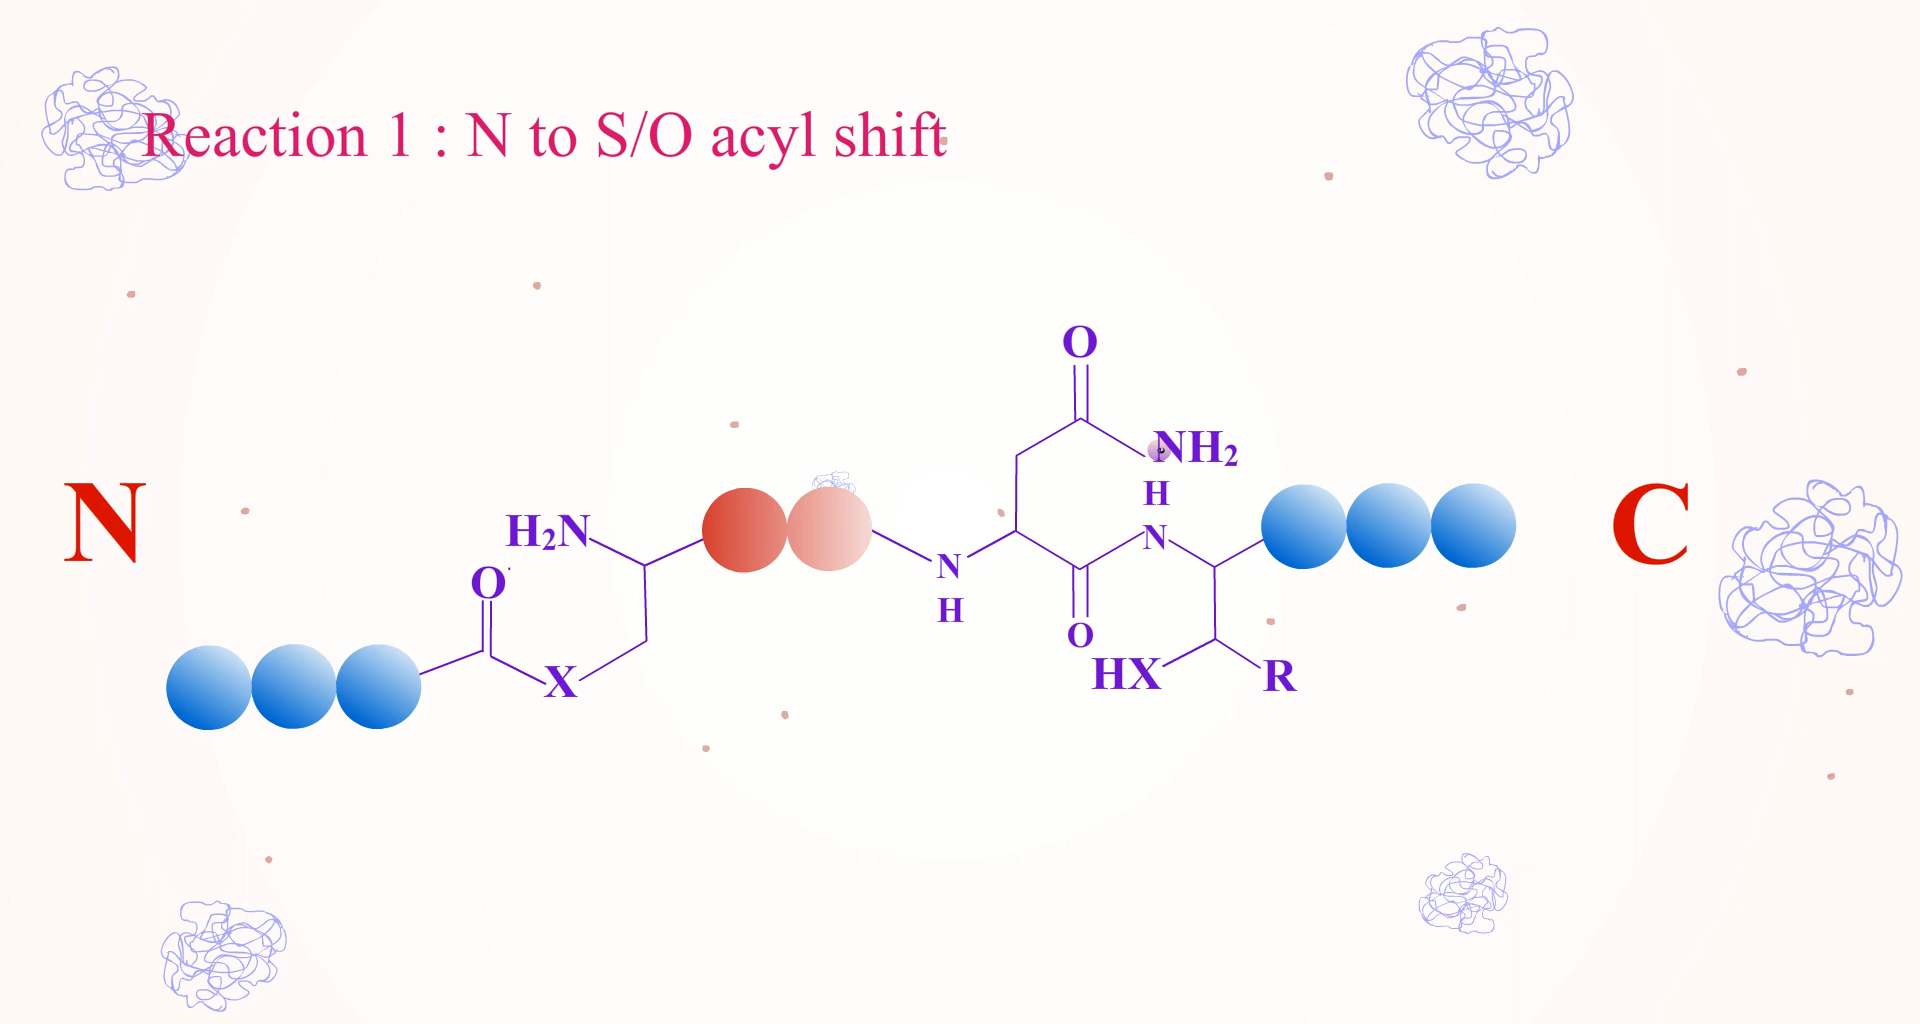 Reaction 1 : N to S/O acyl shift
O
NH₂
H
N
C
H₂N
N
N
H
O
O
X
HX
R